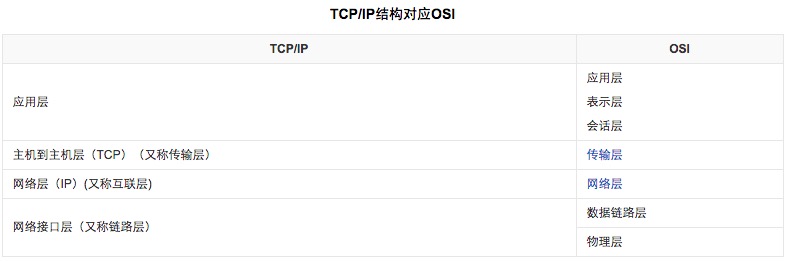 TCP/IP结构对应OSI
TCP/IP
OSI
应用层
应用层
表示层
会话层
主机到主机层（TCP）（又称传输层）
传输层
网络层（IP）(又称互联层)
网络层
网络接口层（又称链路层）
数据链路层
物理层